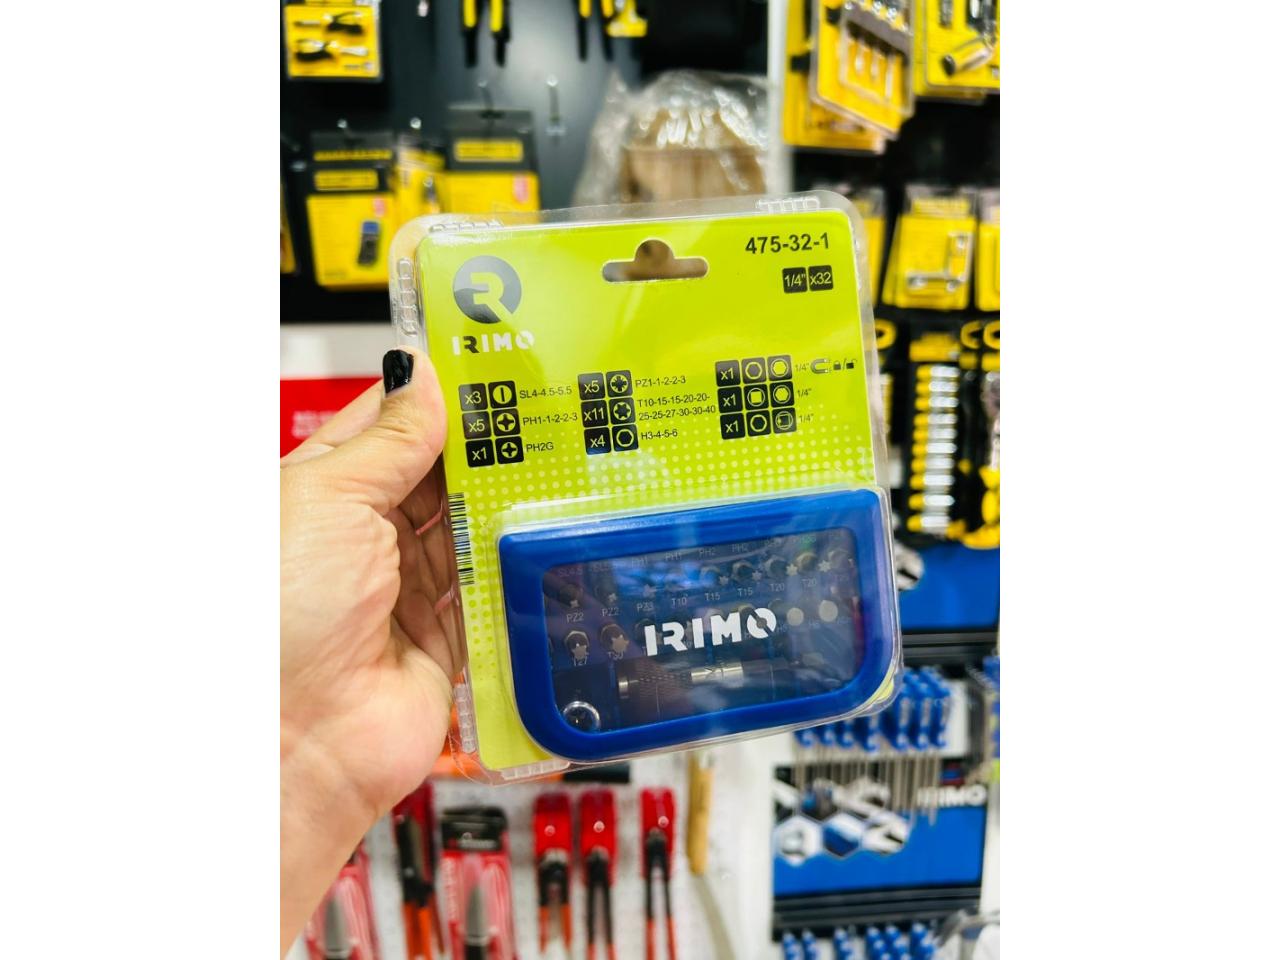 475-32-1
1/4" x32
IRIMO
x3 SL4-4.5-5.5
x5 PH1-1-2-2-3
x1 PH2G
x5 PZ1-1-2-2-3
x11 T10-15-15-20-20-
25-25-27-30-30-40
x4 H3-4-5-6
x1 1/4"
x1 1/4"
x1 1/4"
PH1 PH2 PH2
PZ2 PZ2 PZ3 T10 T15 T15 T20 T20
T27 T30
IRIMO
IRIMO